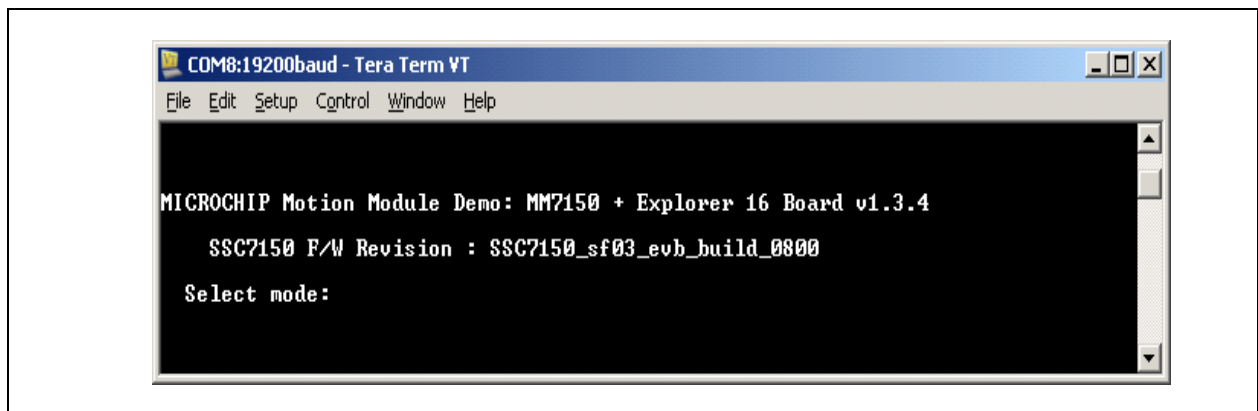 COM8:19200baud - Tera Term VT
File Edit Setup Control Window Help
MICROCHIP Motion Module Demo: MM7150 + Explorer 16 Board v1.3.4
SSC7150 F/W Revision : SSC7150_sf03_evb_build_0800
Select mode: